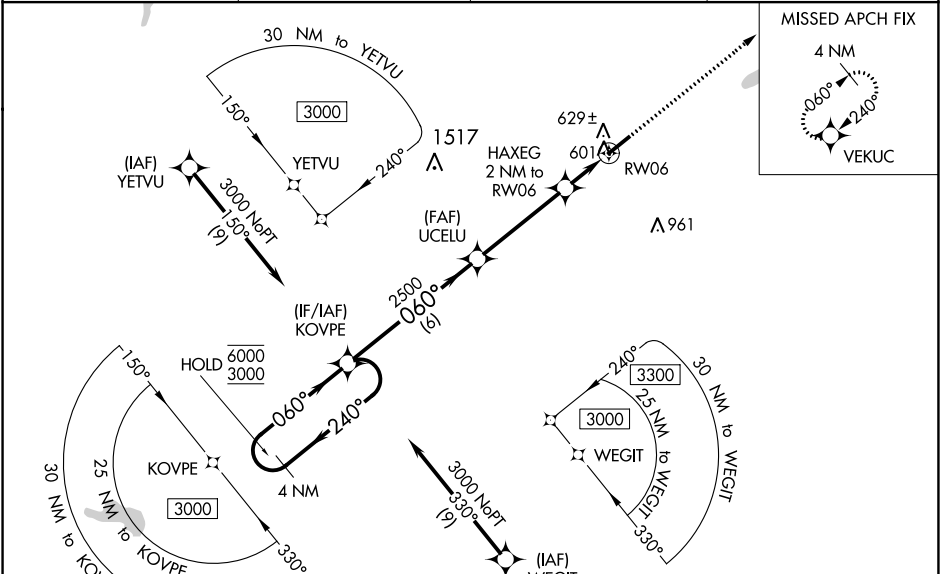 MISSED APCH FIX
4 NM
060°
240°
VEKUC
30 NM to YETVU
150°
3000
240°
YETVU
(IAF)
YETVU
3000 NoPT
150°
(9)
1517
629±
601
RW06
HAXEG
2 NM to
RW06
961
(FAF)
UCELU
2500
060°
(6)
(IF/IAF)
KOVPE
HOLD
6000
3000
060°
240°
4 NM
150°
KOVPE
3000
330°
25 NM to KOVPE
30 NM to
3000 NoPT
330°
(9)
(IAF)
WEGIT
240°
3300
3000
WEGIT
25 NM to WEGIT
30 NM to WEGIT
330°